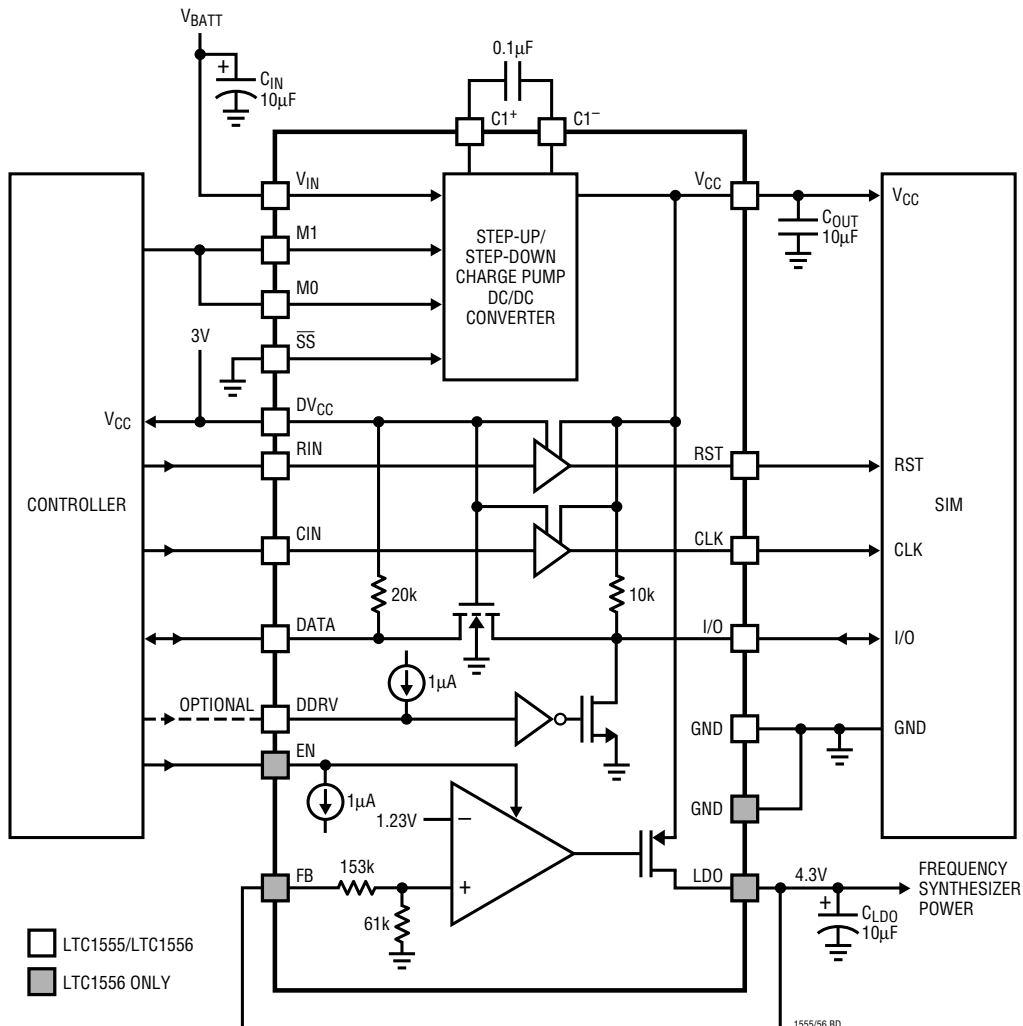 VBATT
+
CIN
10µF
0.1µF
C1+
C1−
VIN
VCC
VCC
COUT
10µF
M1
M0
STEP-UP/
STEP-DOWN
CHARGE PUMP
DC/DC
CONVERTER
3V
SS
VCC
DVCC
RIN
RST
RST
CONTROLLER
SIM
CIN
CLK
CLK
20k
10k
DATA
I/O
I/O
1µA
OPTIONAL
DDRV
GND
GND
EN
1µA
GND
1.23V
−
FB
153k
+
61k
LDO
4.3V
FREQUENCY
SYNTHESIZER
POWER
+
CLDO
10µF
LTC1555/LTC1556
LTC1556 ONLY
1555/56 BD